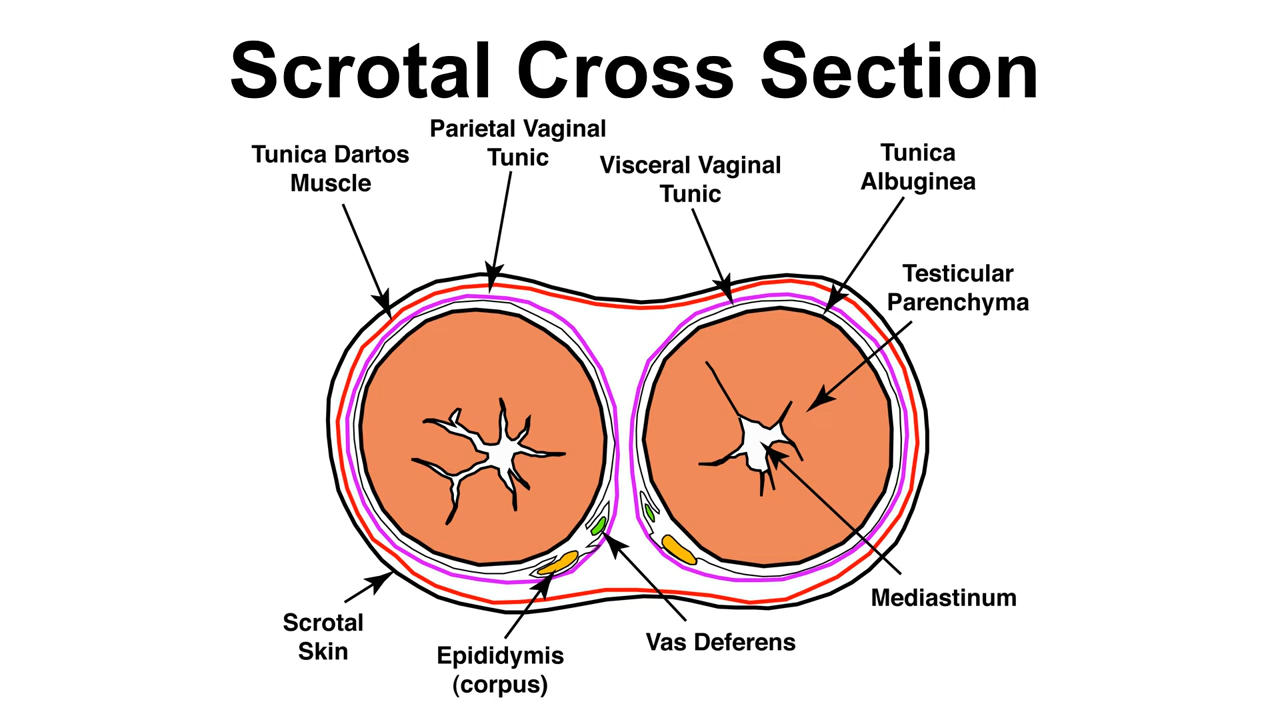 Scrotal Cross Section
Parietal Vaginal
Tunic
Tunica Dartos
Muscle
Visceral Vaginal
Tunic
Tunica
Albuginea
Testicular
Parenchyma
Mediastinum
Scrotal
Skin
Epididymis
(corpus)
Vas Deferens